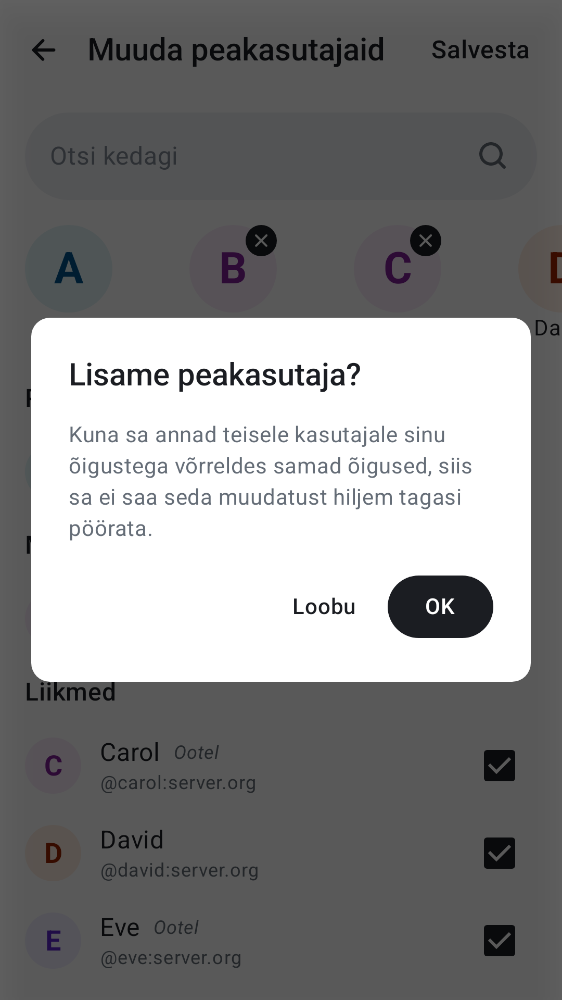 Muuda peakasutajaid
Salvesta
Otsi kedagi
A
B
C
Da
Lisame peakasutaja?
Kuna sa annad teisele kasutajale sinu
õigustega võrreldes samad õigused, siis
sa ei saa seda muudatust hiljem tagasi
pöörata.
Loobu
OK
Liikmed
C
Carol Ootel
@carol:server.org
D
David
@david:server.org
E
Eve Ootel
@eve:server.org